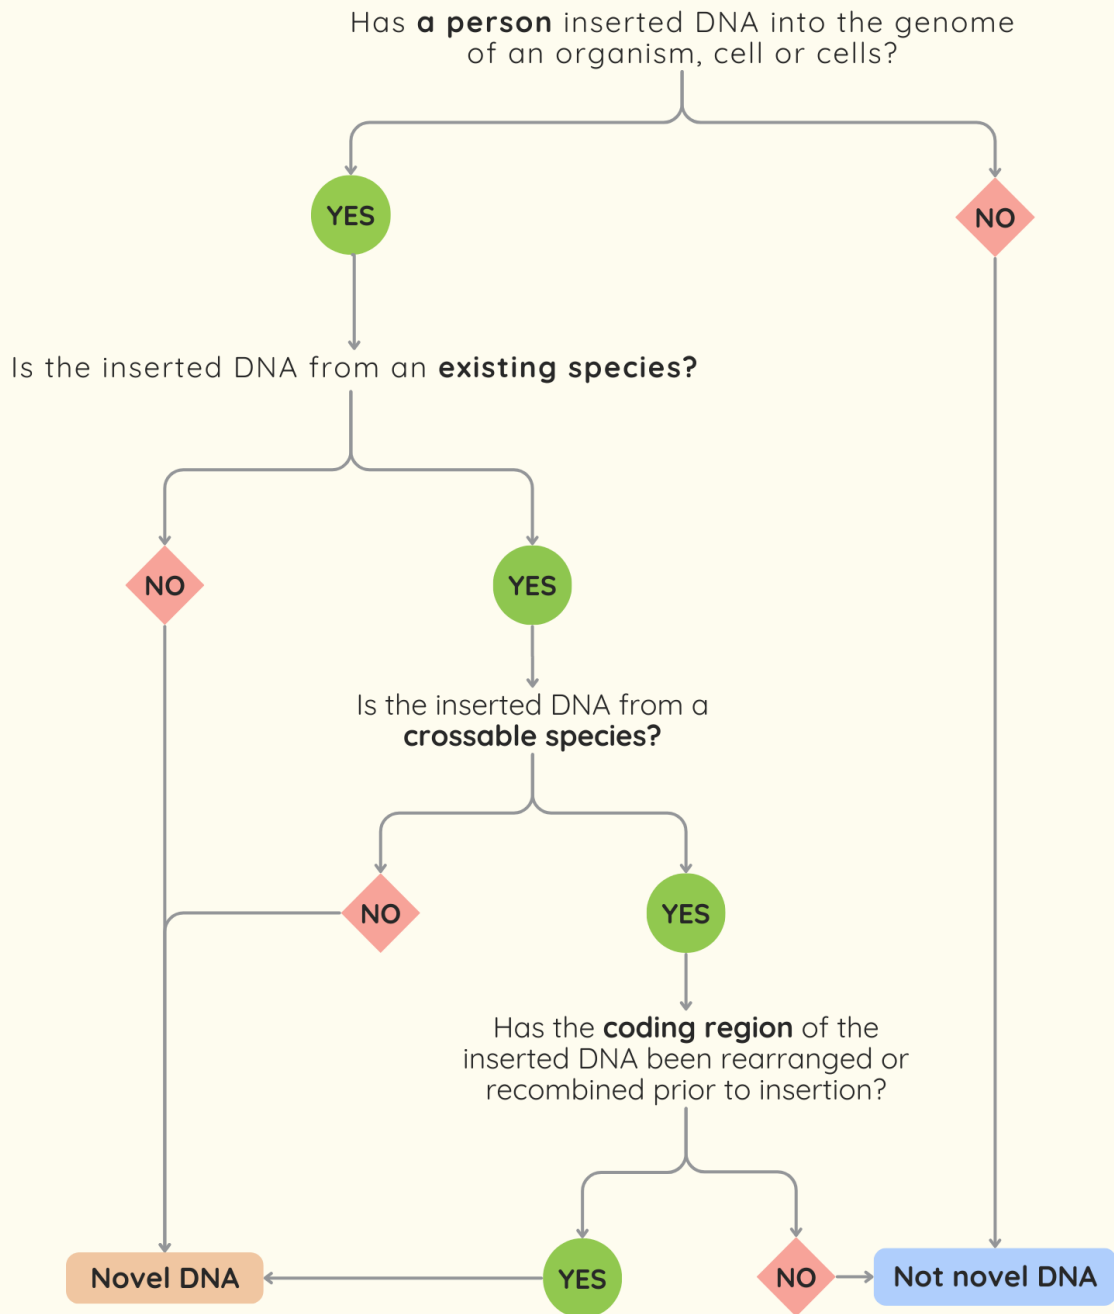 Has a person inserted DNA into the genome
of an organism, cell or cells?
YES
NO
Is the inserted DNA from an existing species?
NO
YES
Is the inserted DNA from a
crossable species?
NO
YES
Has the coding region of the
inserted DNA been rearranged or
recombined prior to insertion?
Novel DNA
YES
NO
Not novel DNA